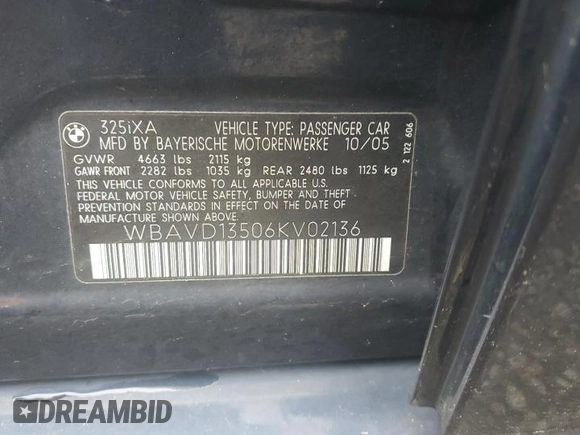 BMW
325iXA VEHICLE TYPE: PASSENGER CAR
MFD BY BAYERISCHE MOTORENWERKE 10/05
GVWR 4663 lbs 2115 kg
GAWR FRONT 2282 lbs 1035 kg REAR 2480 lbs 1125 kg
THIS VEHICLE CONFORMS TO ALL APPLICABLE
U.S. FEDERAL MOTOR VEHICLE SAFETY, BUMPER, AND THEFT
PREVENTION STANDARDS IN EFFECT ON THE DATE OF
MANUFACTURE SHOWN ABOVE.
WBAVD13506KV02136
2 122 606
DREAMBID